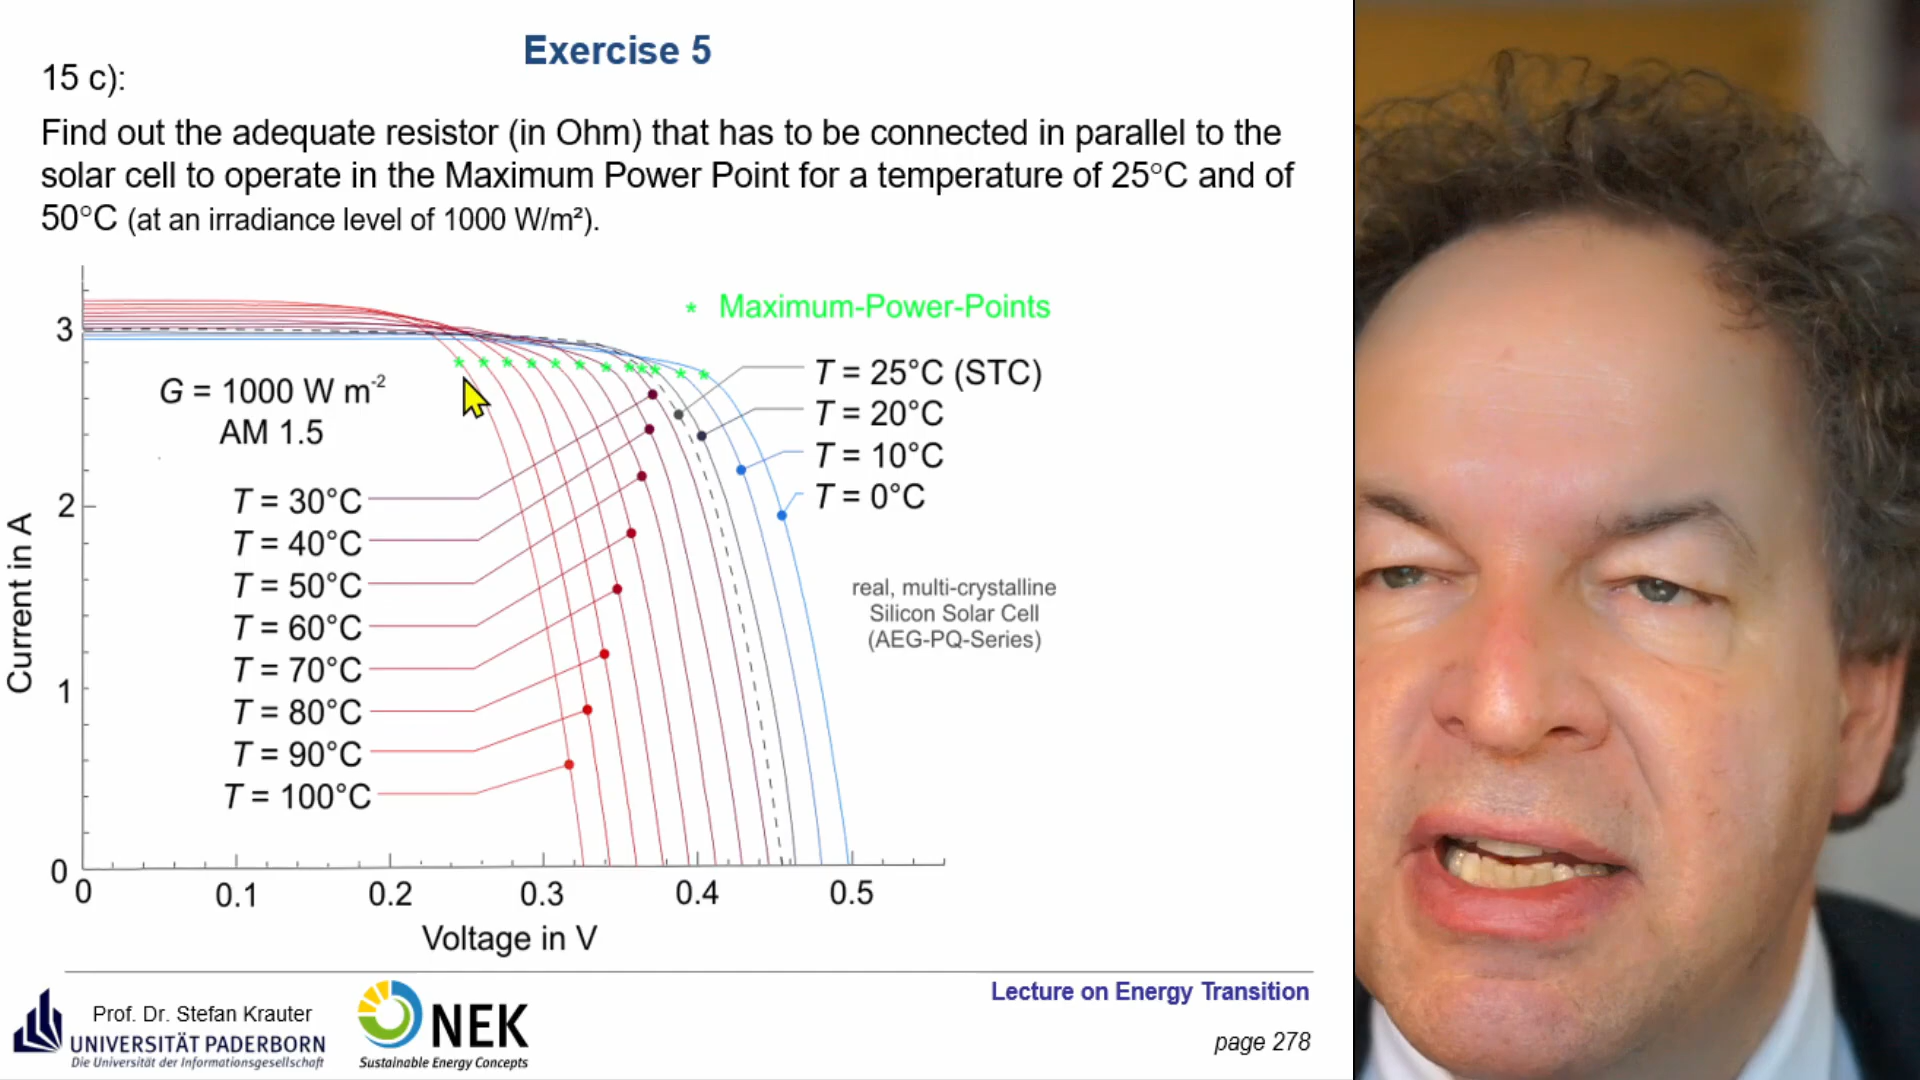 Exercise 5
15 c):
Find out the adequate resistor (in Ohm) that has to be connected in parallel to the
solar cell to operate in the Maximum Power Point for a temperature of 25°C and of
50°C (at an irradiance level of 1000 W/m²).
* Maximum-Power-Points
G = 1000 W m-2
AM 1.5
T = 25°C (STC)
T = 20°C
T = 10°C
T = 0°C
T = 30°C
T = 40°C
T = 50°C
T = 60°C
T = 70°C
T = 80°C
T = 90°C
T = 100°C
real, multi-crystalline
Silicon Solar Cell
(AEG-PQ-Series)
Current in A
3
2
1
0
0 0.1 0.2 0.3 0.4 0.5
Voltage in V
Prof. Dr. Stefan Krauter
UNIVERSITÄT PADERBORN
Die Universität der Informationsgesellschaft
NEK
Sustainable Energy Concepts
Lecture on Energy Transition
page 278